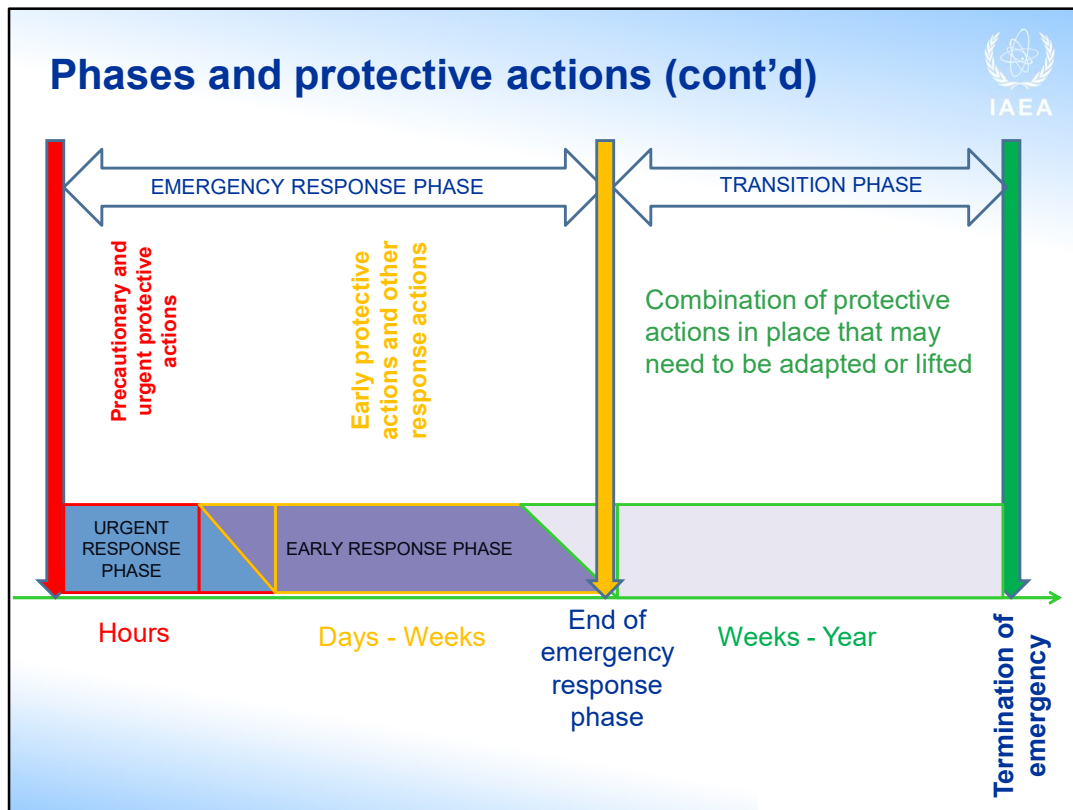 Phases and protective actions (cont’d)
IAEA
EMERGENCY RESPONSE PHASE
TRANSITION PHASE
Precautionary and
urgent protective
actions
Early protective
actions and other
response actions
Combination of protective
actions in place that may
need to be adapted or lifted
URGENT
RESPONSE
PHASE
EARLY RESPONSE PHASE
Hours
Days - Weeks
End of
emergency
response
phase
Weeks - Year
Termination of
emergency